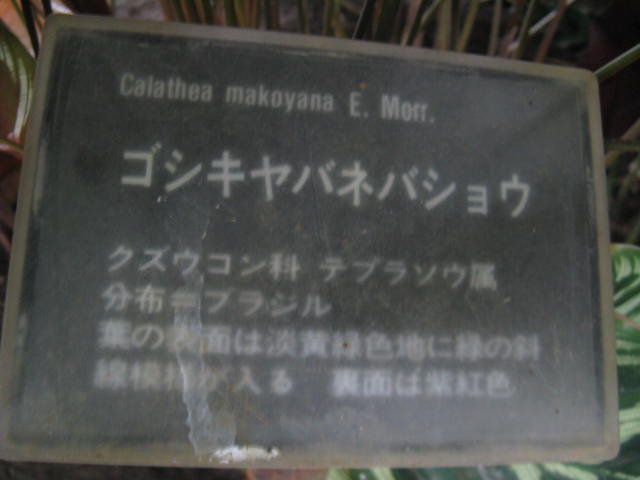 Calathea makoyana E. Morr.
ゴシキヤバネバショウ
クズウコン科 テプラソウ属
分布=ブラジル
葉の表面は淡黄緑色地に緑の斜
線模様が入る 裏面は紫紅色